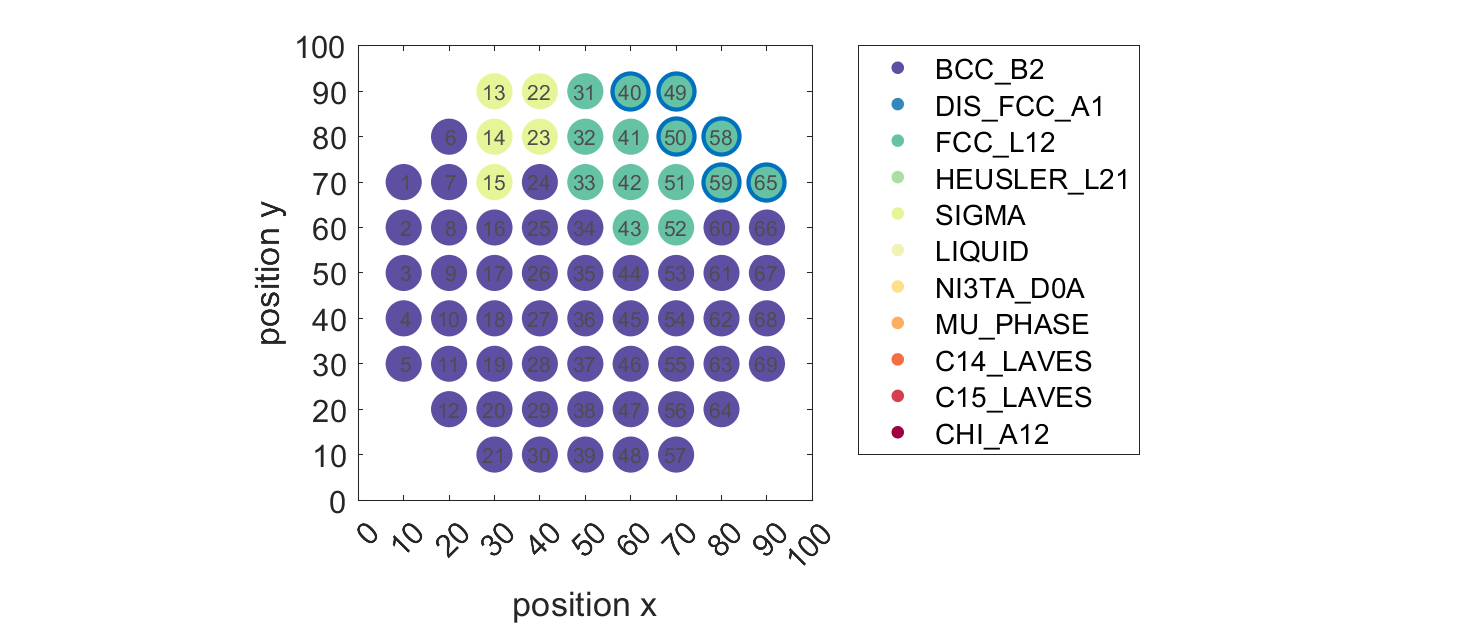 100
90 13 22 31 40 49
80 6 14 23 32 41 50 58
70 1 7 15 24 33 42 51 59 65
60 2 8 16 25 34 43 52 60 66
50 3 9 17 26 35 44 53 61 67
40 4 10 18 27 36 45 54 62 68
30 5 11 19 28 37 46 55 63 69
20 12 20 29 38 47 56 64
10 21 30 39 48 57
0
position y
0 10 20 30 40 50 60 70 80 90 100
position x
BCC_B2
DIS_FCC_A1
FCC_L12
HEUSLER_L21
SIGMA
LIQUID
NI3TA_D0A
MU_PHASE
C14_LAVES
C15_LAVES
CHI_A12